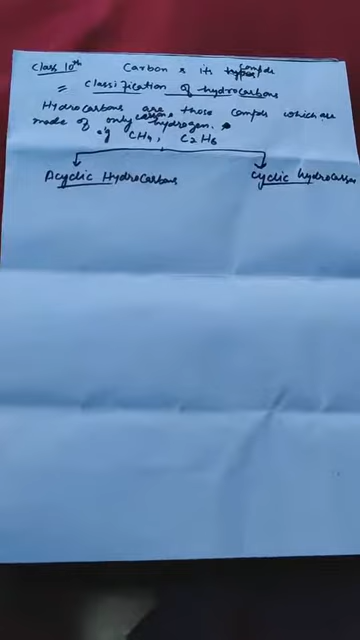 Class 10th Carbon & its compds
= Classification of hydrocarbons
Hydrocarbons are those compds which are
made of only carbon & hydrogen.
eg CH4, C2H6
Acyclic Hydrocarbons cyclic hydrocarbons